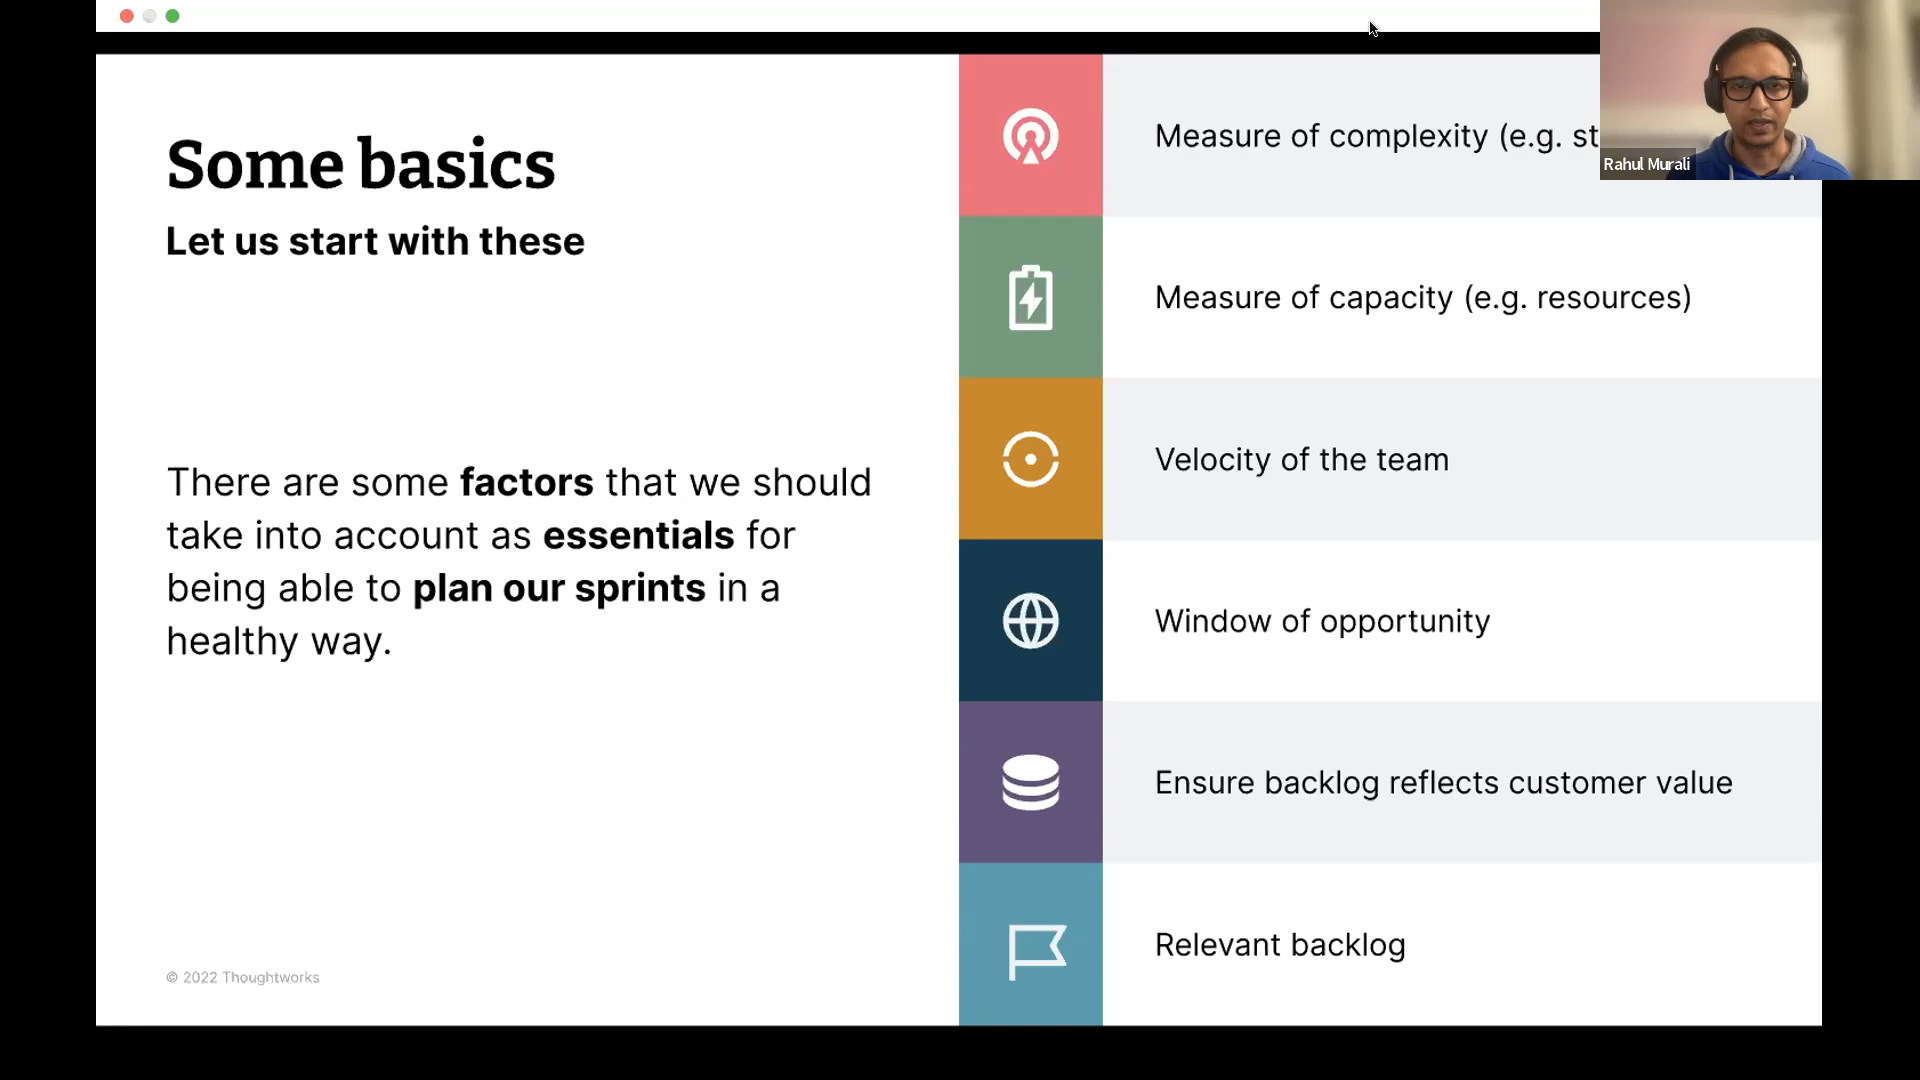 Some basics
Let us start with these
There are some factors that we should
take into account as essentials for
being able to plan our sprints in a
healthy way.
© 2022 Thoughtworks
Measure of complexity (e.g. st
Measure of capacity (e.g. resources)
Velocity of the team
Window of opportunity
Ensure backlog reflects customer value
Relevant backlog
Rahul Murali